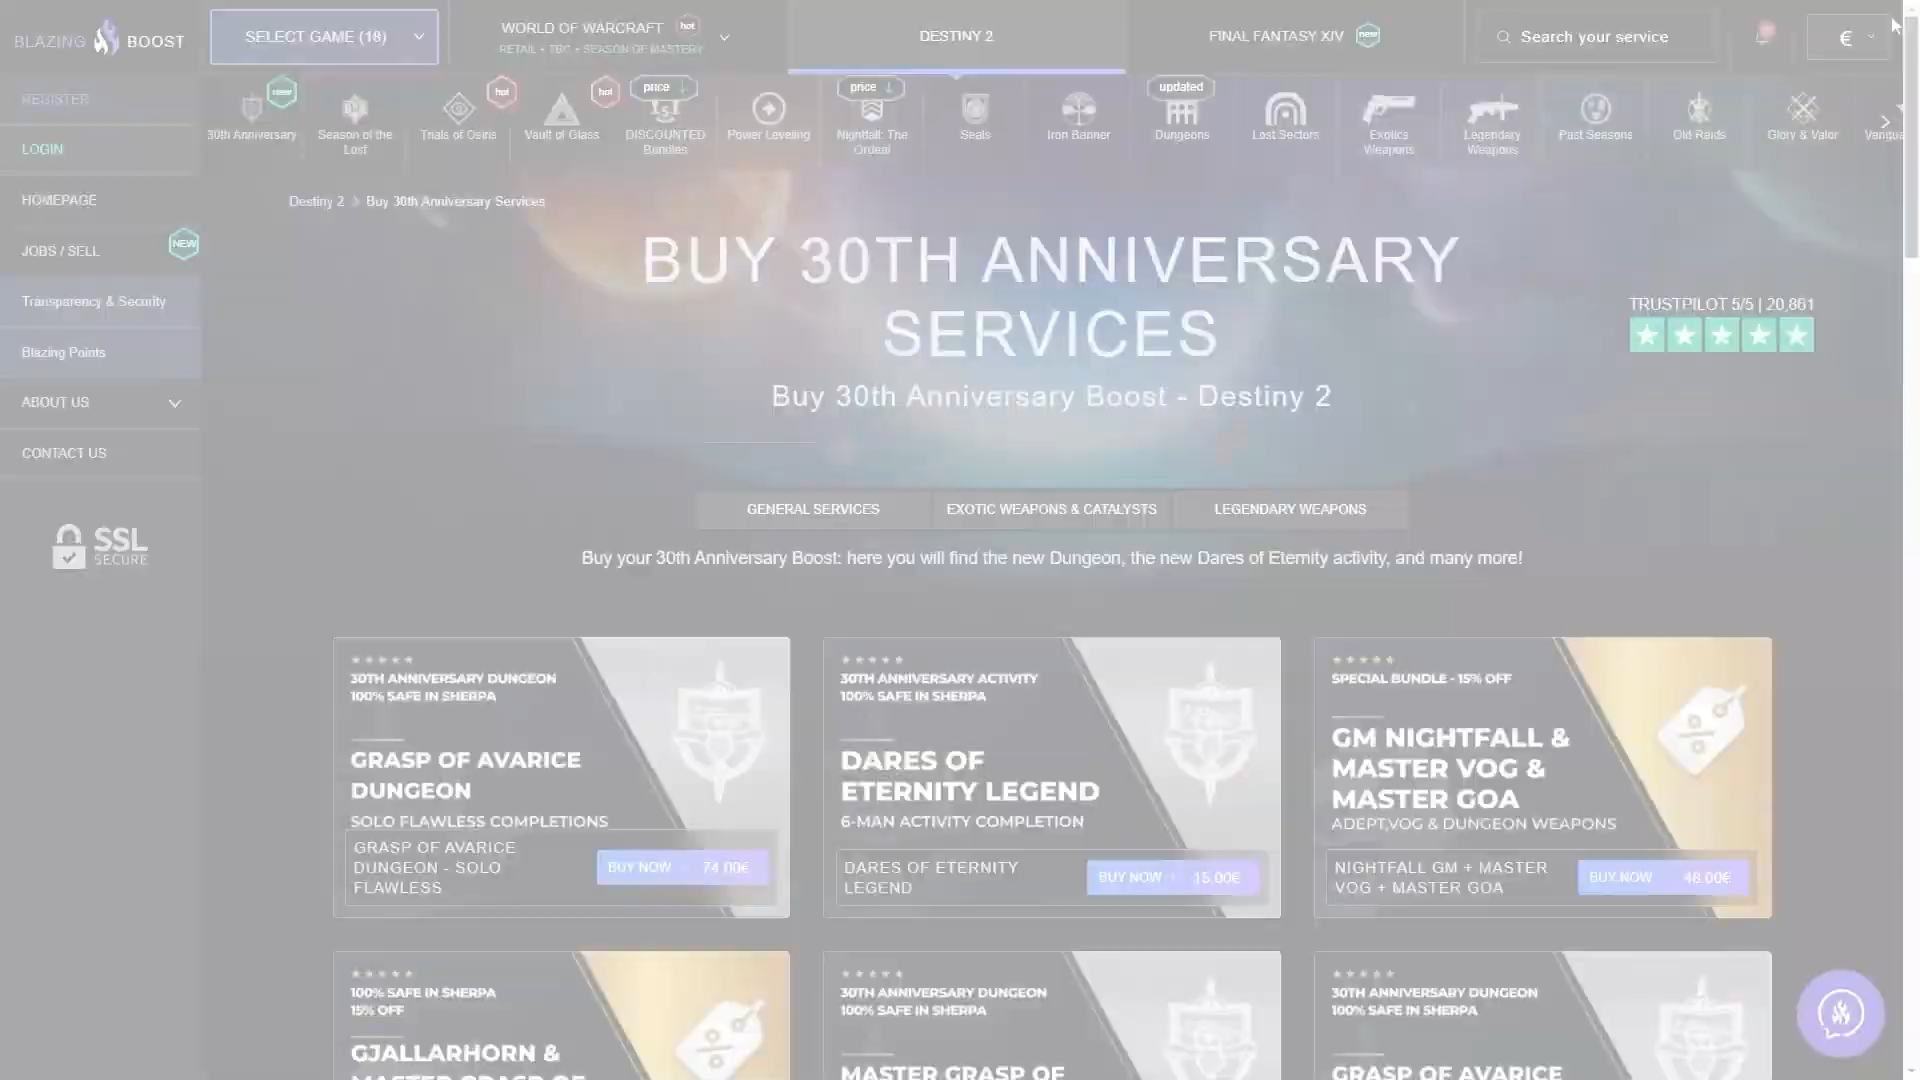 BLAZING BOOST
SELECT GAME (18)
WORLD OF WARCRAFT hot
RETAIL • TBC • SEASON OF MASTERY
DESTINY 2
FINAL FANTASY XIV new
Search your service
€
REGISTER
LOGIN
HOMEPAGE
JOBS / SELL NEW
Transparency & Security
Blazing Points
ABOUT US
CONTACT US
SSL
SECURE
new
30th Anniversary
Season of the
Lost
hot
Trials of Osiris
hot
Vault of Glass
price ↓
DISCOUNTED
Bundles
Power Leveling
price ↓
Nightfall: The
Ordeal
Seals
Iron Banner
updated
Dungeons
Lost Sectors
Exotics
Weapons
Legendary
Weapons
Past Seasons
Old Raids
Glory & Valor
Destiny 2 > Buy 30th Anniversary Services
BUY 30TH ANNIVERSARY
SERVICES
Buy 30th Anniversary Boost - Destiny 2
TRUSTPILOT 5/5 | 20,861
GENERAL SERVICES
EXOTIC WEAPONS & CATALYSTS
LEGENDARY WEAPONS
Buy your 30th Anniversary Boost: here you will find the new Dungeon, the new Dares of Eternity activity, and many more!
30TH ANNIVERSARY DUNGEON
100% SAFE IN SHERPA
GRASP OF AVARICE
DUNGEON
SOLO FLAWLESS COMPLETIONS
GRASP OF AVARICE
DUNGEON - SOLO
FLAWLESS
BUY NOW 74.00€
30TH ANNIVERSARY ACTIVITY
100% SAFE IN SHERPA
DARES OF
ETERNITY LEGEND
6-MAN ACTIVITY COMPLETION
DARES OF ETERNITY
LEGEND
BUY NOW 15.00€
SPECIAL BUNDLE - 15% OFF
GM NIGHTFALL &
MASTER VOG &
MASTER GOA
ADEPT,VOG & DUNGEON WEAPONS
NIGHTFALL GM + MASTER
VOG + MASTER GOA
BUY NOW 48.00€
100% SAFE IN SHERPA
15% OFF
GJALLARHORN &
MASTER GRASP OF
30TH ANNIVERSARY DUNGEON
100% SAFE IN SHERPA
MASTER GRASP OF
30TH ANNIVERSARY DUNGEON
100% SAFE IN SHERPA
GRASP OF AVARICE